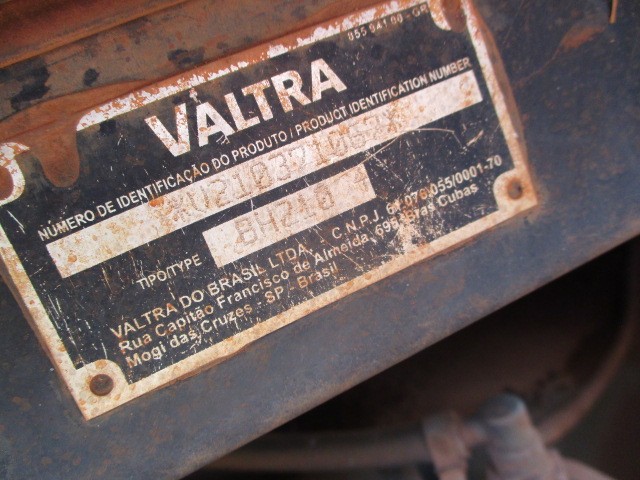 VALTRA
NÚMERO DE IDENTIFICAÇÃO DO PRODUTO / PRODUCT IDENTIFICATION NUMBER
TIPO/TYPE BH210 4
VALTRA DO BRASIL LTDA. - C.N.P.J.
Rua Capitão Francisco de Almeida, 695 - Brás Cubas
Mogi das Cruzes - SP - Brasil